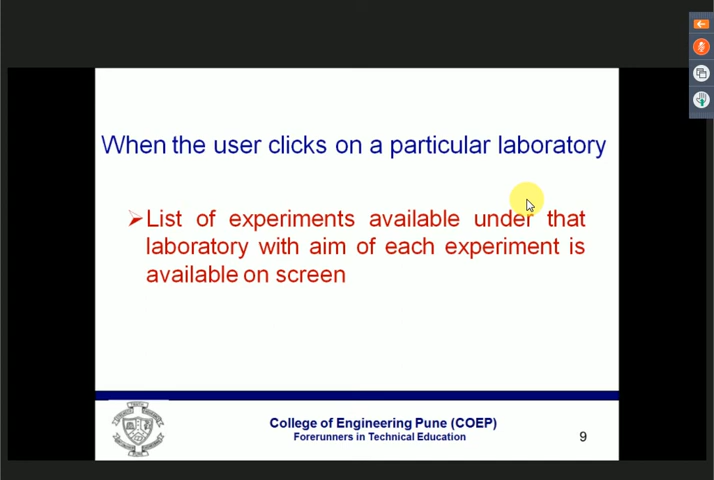 When the user clicks on a particular laboratory
List of experiments available under that
laboratory with aim of each experiment is
available on screen
College of Engineering Pune (COEP)
Forerunners in Technical Education
9